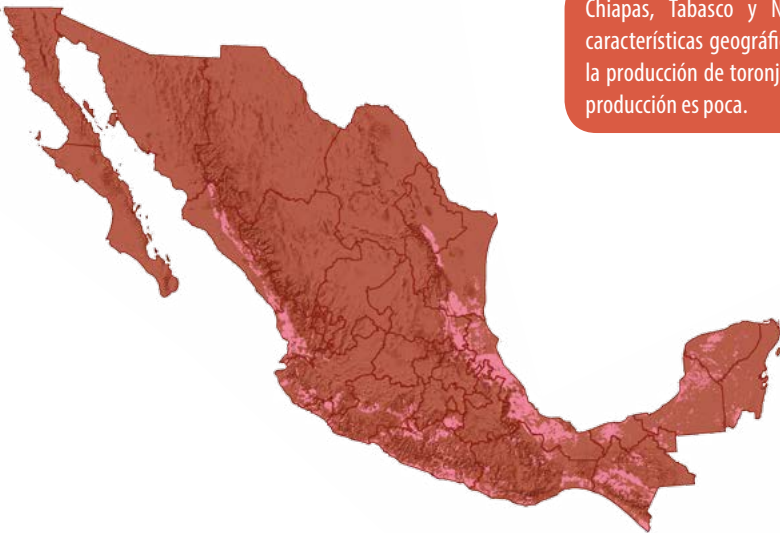 Chiapas, Tabasco y
características geográfi
la producción de toronj
producción es poca.